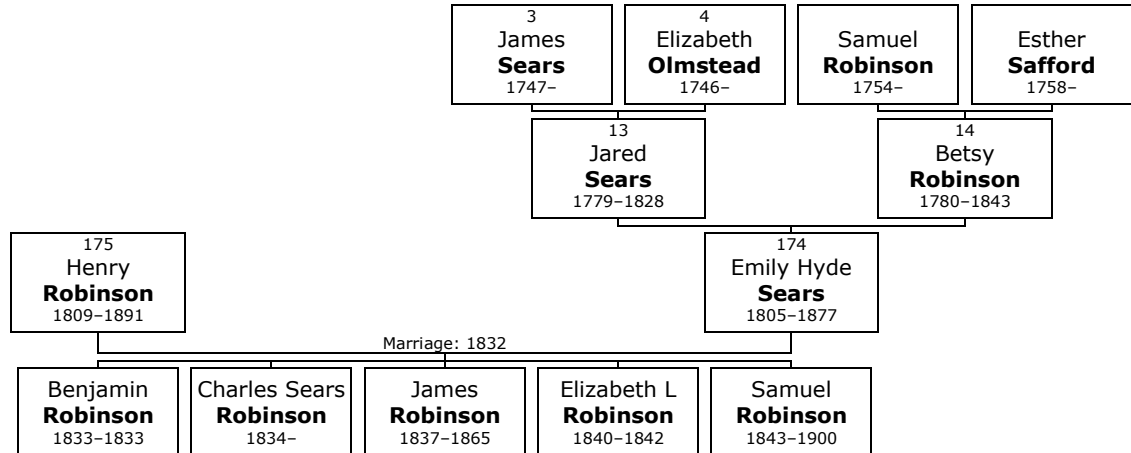 3
James
Sears
1747–
4
Elizabeth
Olmstead
1746–
Samuel
Robinson
1754–
Esther
Safford
1758–
13
Jared
Sears
1779–1828
14
Betsy
Robinson
1780–1843
175
Henry
Robinson
1809–1891
174
Emily Hyde
Sears
1805–1877
Marriage: 1832
Benjamin
Robinson
1833–1833
Charles Sears
Robinson
1834–
James
Robinson
1837–1865
Elizabeth L
Robinson
1840–1842
Samuel
Robinson
1843–1900